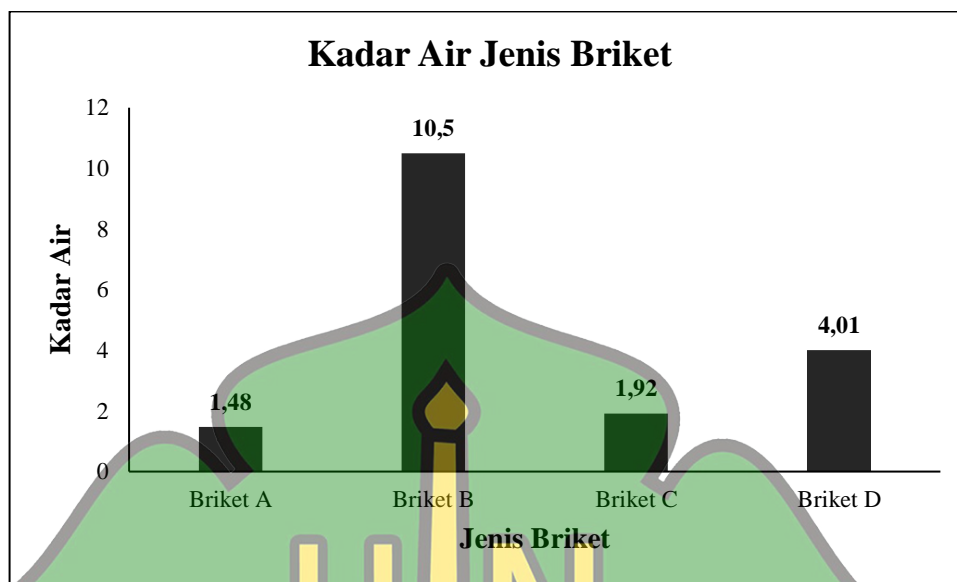 Kadar Air Jenis Briket
12
10
8
6
4
2
0
Kadar Air
1,48
10,5
1,92
4,01
Briket A
Briket B
Briket C
Briket D
Jenis Briket
UIN